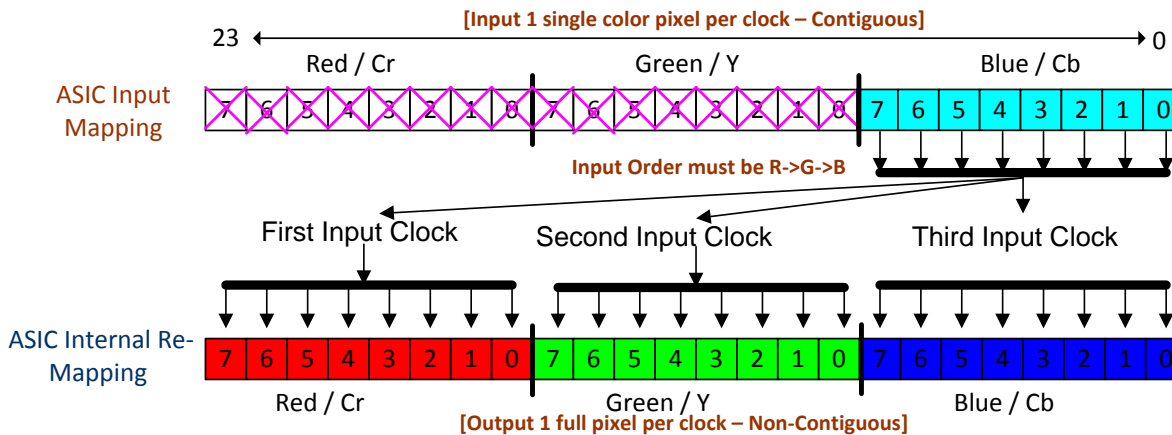 [Input 1 single color pixel per clock – Contiguous]
23 0
Red / Cr Green / Y Blue / Cb
ASIC Input
Mapping
7 6 5 4 3 2 1 0 7 6 5 4 3 2 1 0 7 6 5 4 3 2 1 0
Input Order must be R->G->B
First Input Clock Second Input Clock Third Input Clock
ASIC Internal Re-
Mapping
7 6 5 4 3 2 1 0 7 6 5 4 3 2 1 0 7 6 5 4 3 2 1 0
Red / Cr Green / Y Blue / Cb
[Output 1 full pixel per clock – Non-Contiguous]